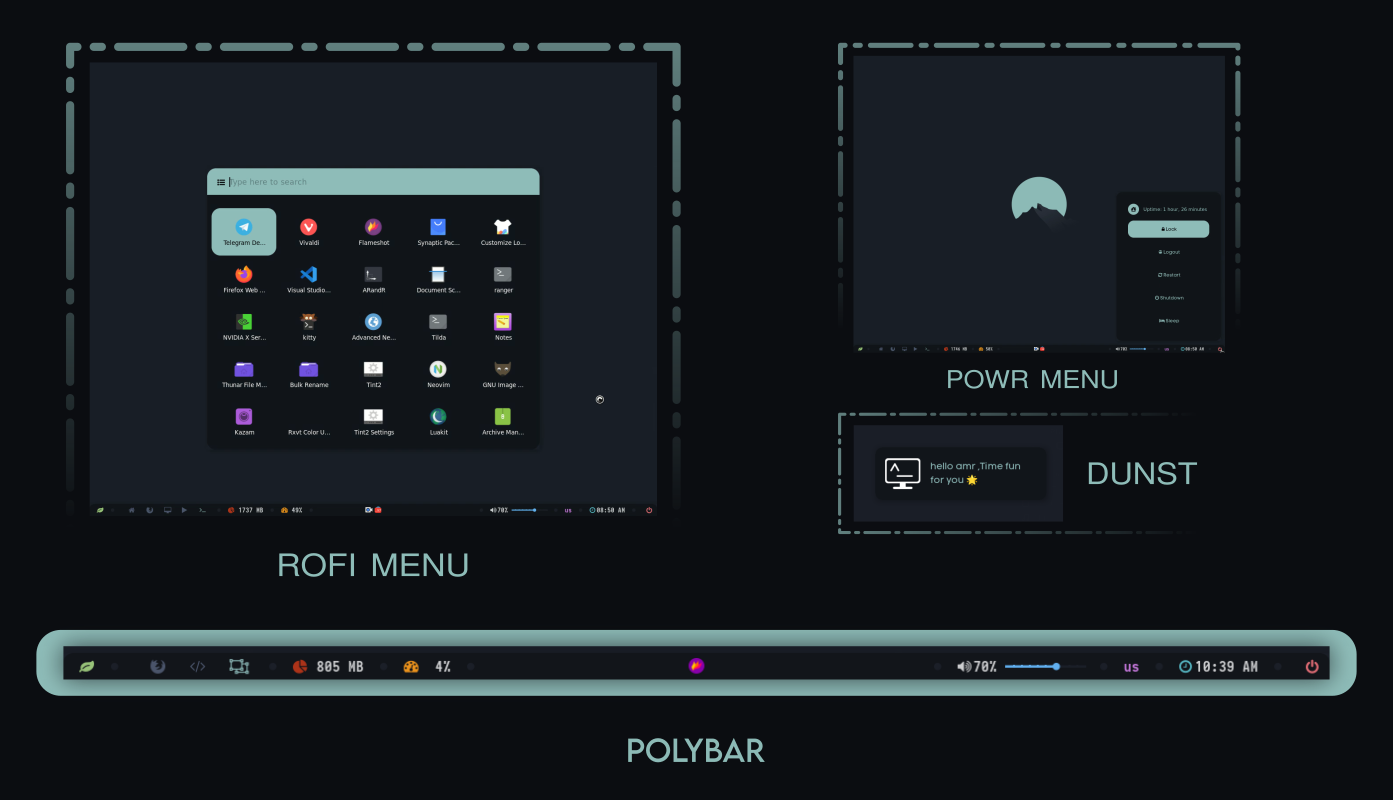 Type here to search
Telegram De...
Vivaldi
Flameshot
Synaptic Pac...
Customize Lo...
Firefox Web ...
Visual Studio...
ARandR
Document Sc...
ranger
NVIDIA X Ser...
kitty
Advanced Ne...
Tilda
Notes
Thunar File M...
Bulk Rename
Tint2
Neovim
GNU Image ...
Kazam
Rxvt Color U...
Tint2 Settings
Luakit
Archive Man...
1737 MB 49% 70% us 08:50 AM
ROFI MENU
Uptime: 1 hour, 26 minutes
Lock
Logout
Restart
Shutdown
Sleep
50% 70% us 08:50 AM
POWR MENU
hello amr ,Time fun
for you 🌟
DUNST
805 MB 4% 70% us 10:39 AM
POLYBAR